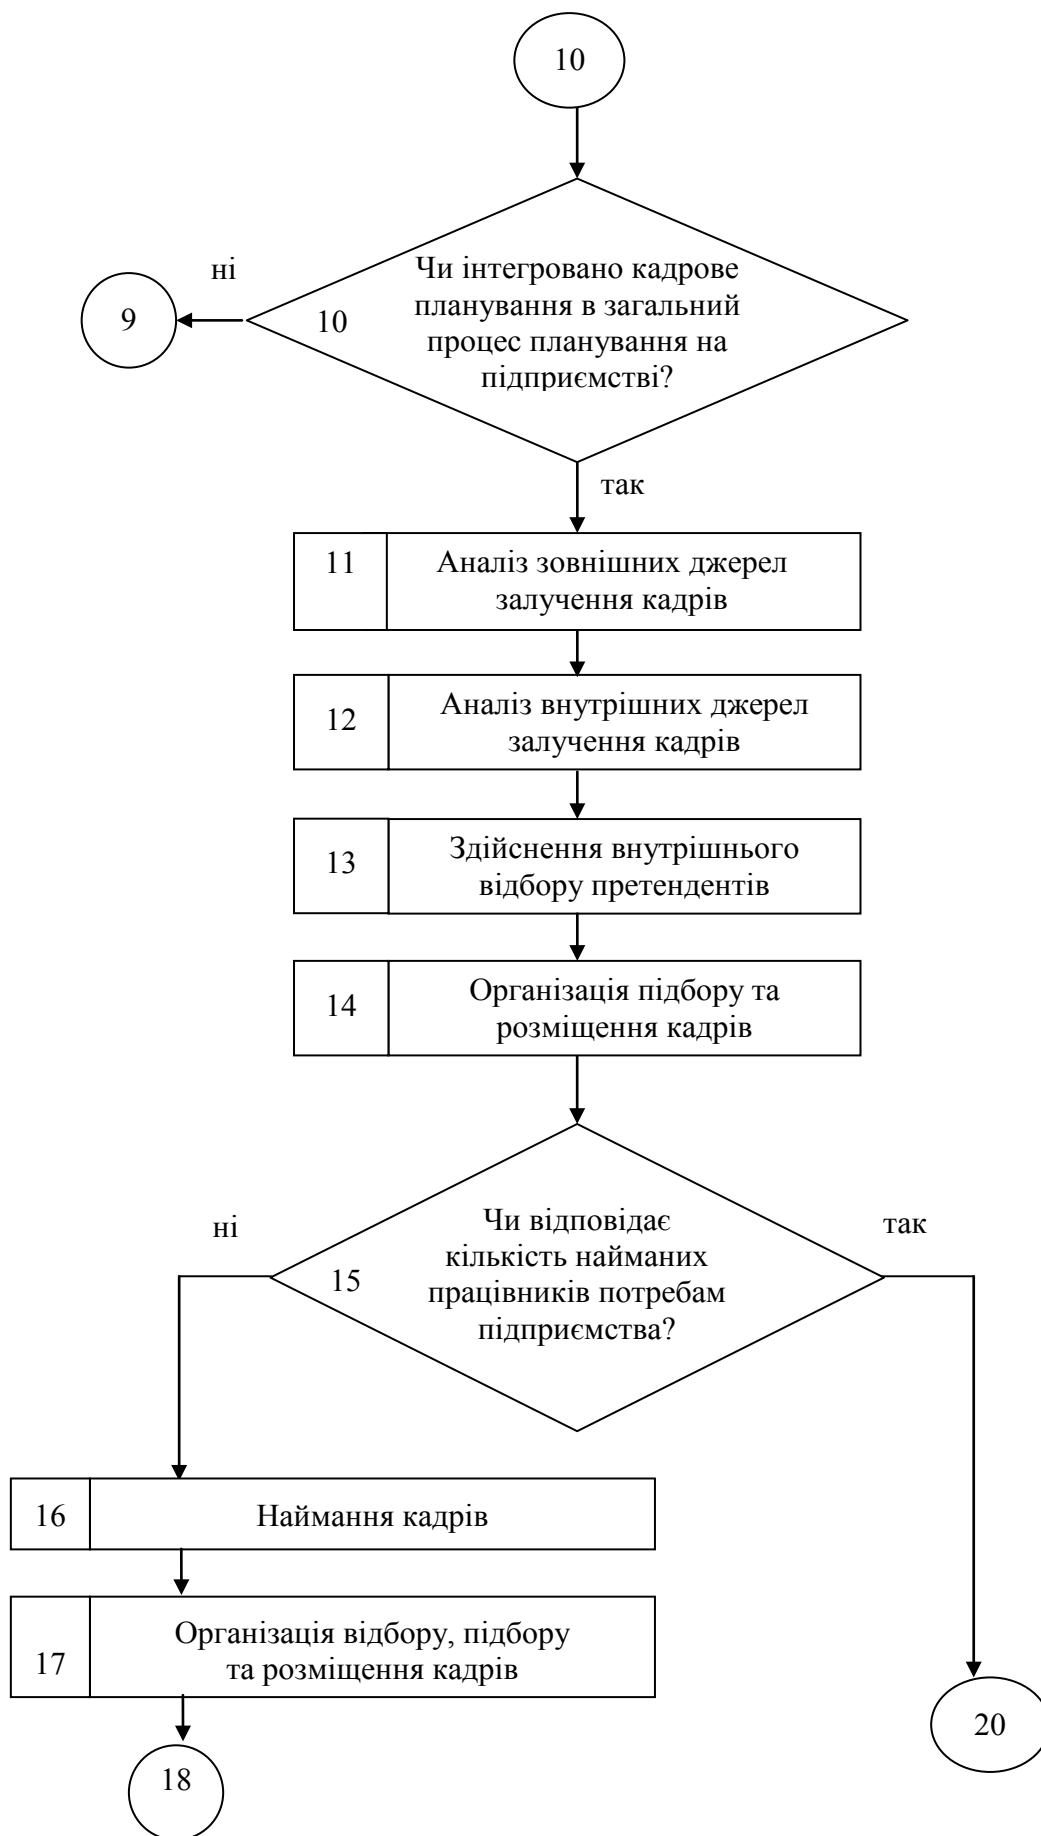 10
ні
Чи інтегровано кадрове
планування в загальний
процес планування на
підприємстві?
10
9
так
11
Аналіз зовнішних джерел
залучення кадрів
12
Аналіз внутрішних джерел
залучення кадрів
13
Здійснення внутрішнього
відбору претендентів
14
Організація підбору та
розміщення кадрів
ні
так
Чи відповідає
кількість найманих
працівників потребам
підприємства?
15
16
Наймання кадрів
17
Організація відбору, підбору
та розміщення кадрів
20
18